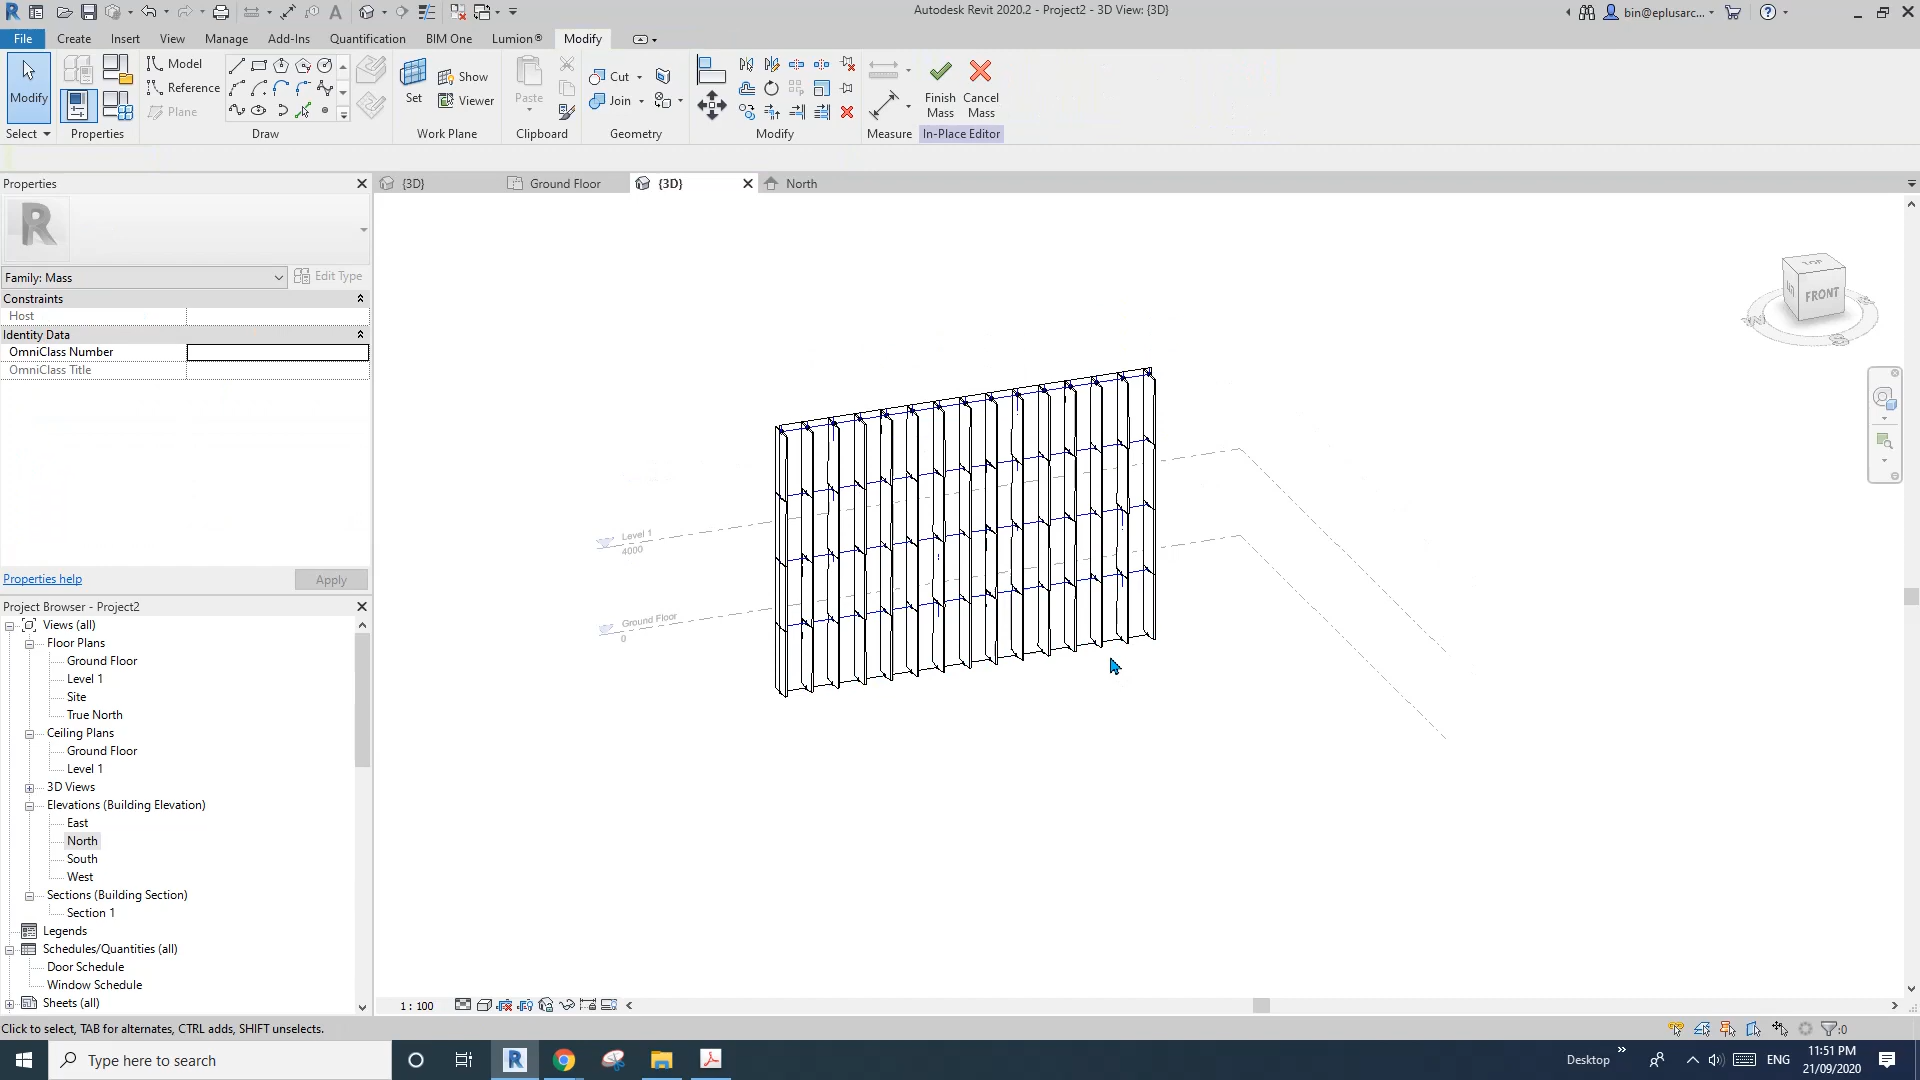 Autodesk Revit 2020.2 - Project2 - 3D View: {3D}
bin@eplusarc...
File Create Insert View Manage Add-Ins Quantification BIM One Lumion® Modify
Modify
Model
Reference
Plane
Set
Show
Viewer
Paste
Cut
Join
Finish Mass
Cancel Mass
Select Properties Draw Work Plane Clipboard Geometry Modify Measure In-Place Editor
Properties
{3D}
Ground Floor
{3D}
North
Family: Mass
Edit Type
Constraints
Host
Identity Data
OmniClass Number
OmniClass Title
Properties help
Apply
Project Browser - Project2
Views (all)
Floor Plans
Ground Floor
Level 1
Site
True North
Ceiling Plans
Ground Floor
Level 1
3D Views
Elevations (Building Elevation)
East
North
South
West
Sections (Building Section)
Section 1
Legends
Schedules/Quantities (all)
Door Schedule
Window Schedule
Sheets (all)
Level 1
4000
Ground Floor
0
TOP
FRONT
1 : 100
Click to select, TAB for alternates, CTRL adds, SHIFT unselects.
:0
Type here to search
Desktop
ENG
11:51 PM
21/09/2020